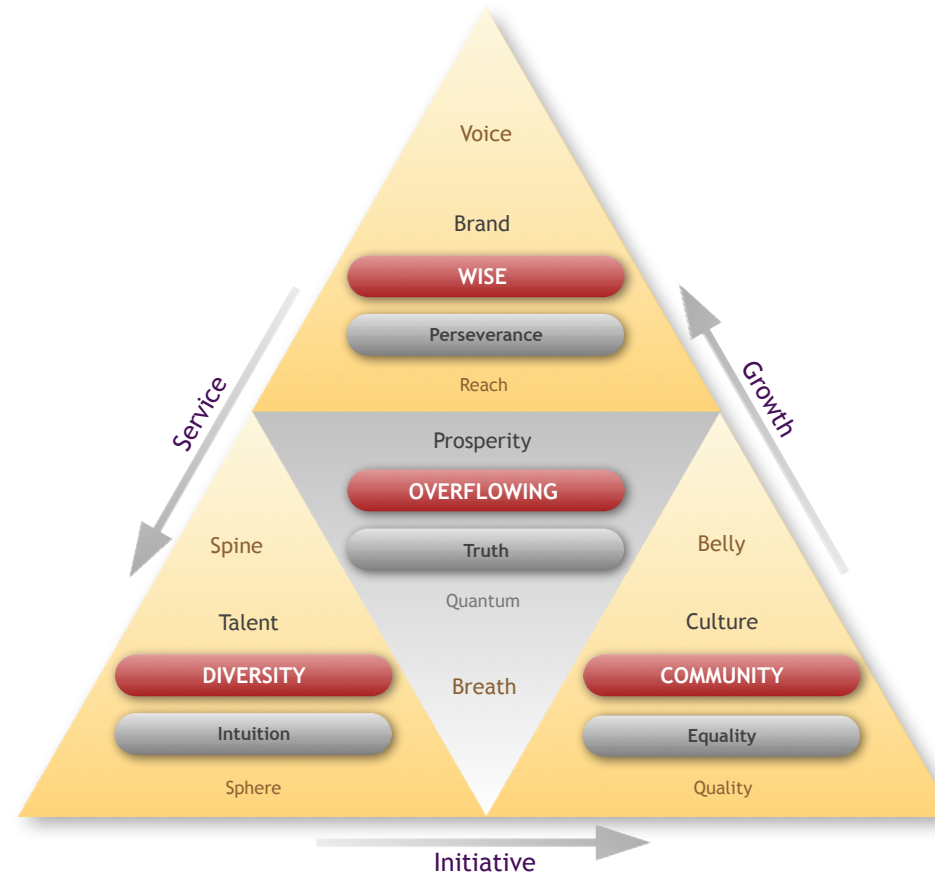 Voice
Brand
WISE
Perseverance
Reach
Service
Growth
Prosperity
OVERFLOWING
Truth
Quantum
Breath
Spine
Talent
DIVERSITY
Intuition
Sphere
Belly
Culture
COMMUNITY
Equality
Quality
Initiative